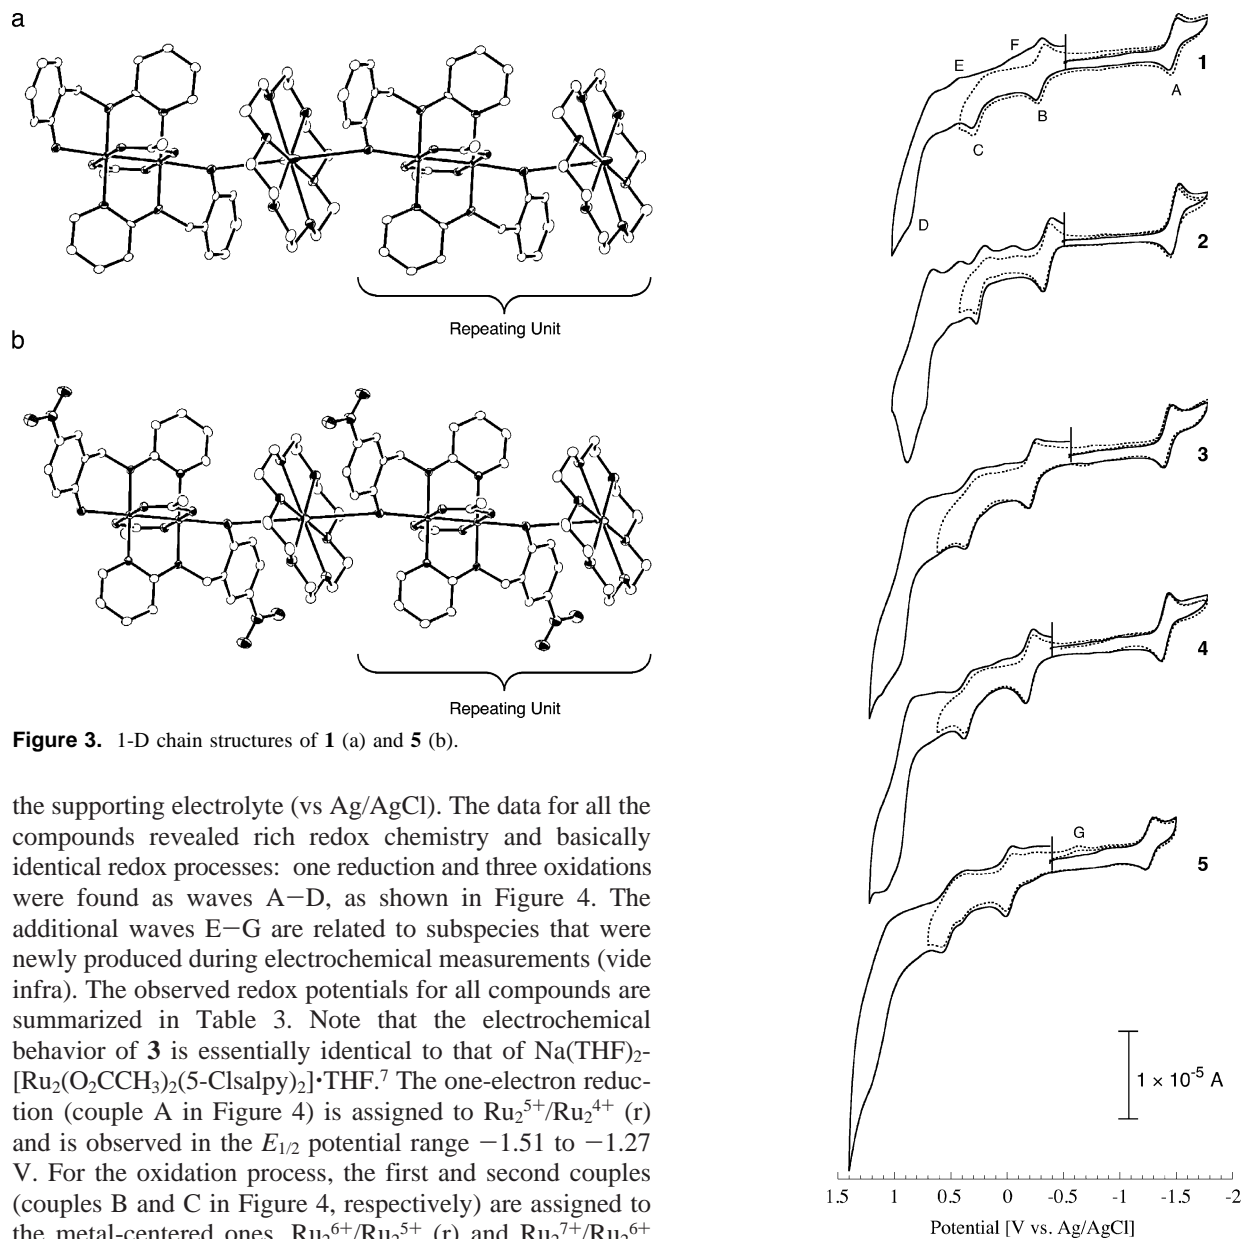 a
Repeating Unit
b
Repeating Unit
Figure 3. 1-D chain structures of 1 (a) and 5 (b).
the supporting electrolyte (vs Ag/AgCl). The data for all the
compounds revealed rich redox chemistry and basically
identical redox processes: one reduction and three oxidations
were found as waves A−D, as shown in Figure 4. The
additional waves E−G are related to subspecies that were
newly produced during electrochemical measurements (vide
infra). The observed redox potentials for all compounds are
summarized in Table 3. Note that the electrochemical
behavior of 3 is essentially identical to that of Na(THF)₂-
[Ru₂(O₂CCH₃)₂(5-Clsalpy)₂]·THF.⁷ The one-electron reduc-
tion (couple A in Figure 4) is assigned to Ru₂⁵⁺/Ru₂⁴⁺ (r)
and is observed in the E₁/₂ potential range −1.51 to −1.27
V. For the oxidation process, the first and second couples
(couples B and C in Figure 4, respectively) are assigned to
the metal-centered ones, Ru₂⁶⁺/Ru₂⁵⁺ (r) and Ru₂⁷⁺/Ru₂⁶⁺
E
F
1
A
B
C
D
2
3
4
G
5
1 × 10⁻⁵ A
1.5 1 0.5 0 -0.5 -1 -1.5 -2
Potential [V vs. Ag/AgCl]